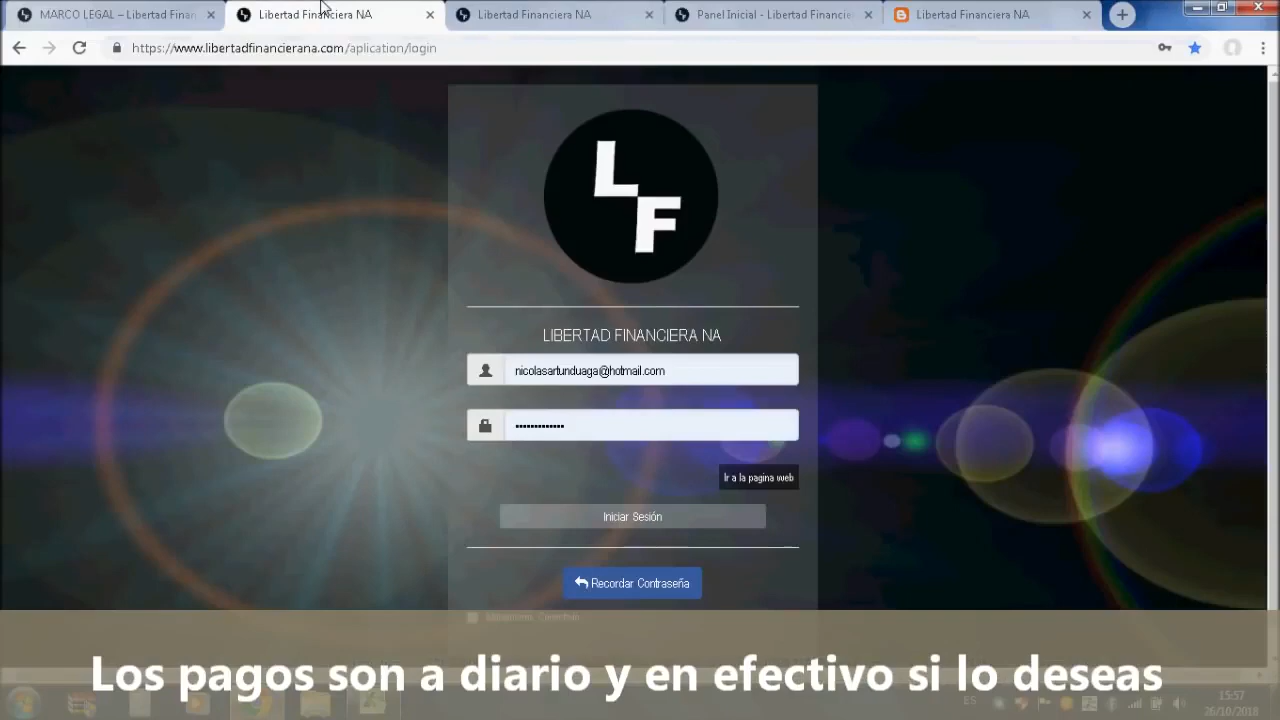 MARCO LEGAL – Libertad Finan
Libertad Financiera NA
Libertad Financiera NA
Panel Inicial - Libertad Financie
Libertad Financiera NA
https://www.libertadfinancierana.com/aplication/login
LF
LIBERTAD FINANCIERA NA
nicolasartunduaga@hotmail.com
Ir a la pagina web
Iniciar Sesión
Recordar Contraseña
Los pagos son a diario y en efectivo si lo deseas
ES
15:57
26/10/2018